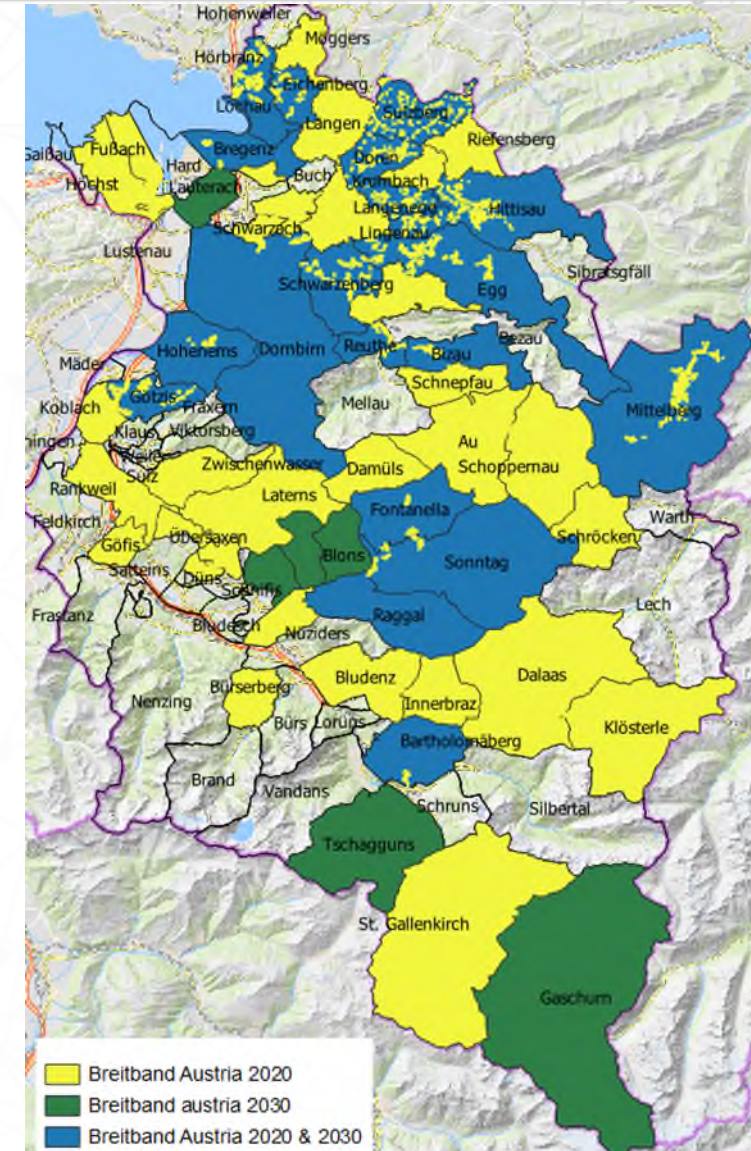 Hohenweiler
Möggers
Hörbranz
Eichenberg
Lochau
Langen
Sulzberg
Riefensberg
Fußach
Bregenz
Doren
Gaißau
Hard
Buch
Krumbach
Höchst
Lauterach
Langenegg
Hittisau
Schwarzach
Lingenau
Lustenau
Sibratsgfäll
Schwarzenberg
Egg
Hohenems
Dornbirn
Reuthe
Bizau
Bezau
Mäder
Schnepfau
Götzis
Mellau
Mittelberg
Koblach
Fraxern
Klaus
Viktorsberg
Au
Weiler
Zwischenwasser
Damüls
Schoppernau
Sulz
Rankweil
Laterns
Fontanella
Warth
Feldkirch
Übersaxen
Schröcken
Göfis
Blons
Sonntag
Satteins
Düns
Lech
Frastanz
Raggal
Bludesch
Nüziders
Bludenz
Dalaas
Bürserberg
Nenzing
Innerbraz
Klösterle
Bürs
Lorüns
Bartholomäberg
Brand
Vandans
Schruns
Silbertal
Tschagguns
St. Gallenkirch
Gaschurn
Breitband Austria 2020
Breitband austria 2030
Breitband Austria 2020 & 2030